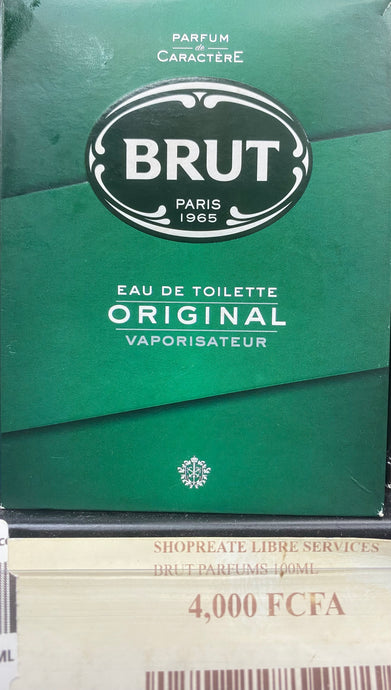 PARFUM
de
CARACTÈRE
BRUT
PARIS
1965
EAU DE TOILETTE
ORIGINAL
VAPORISATEUR
SHOPREATE LIBRE SERVICES
BRUT PARFUMS 100ML
4,000 FCFA
ML